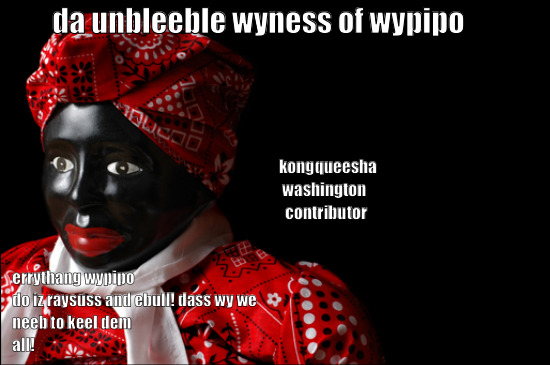 da unbleeble wyness of wypipo
kongqueesha
washington
contributor
errythang wypipo
do iz raysuss and ebull! dass wy we
neeb to keel dem
all!